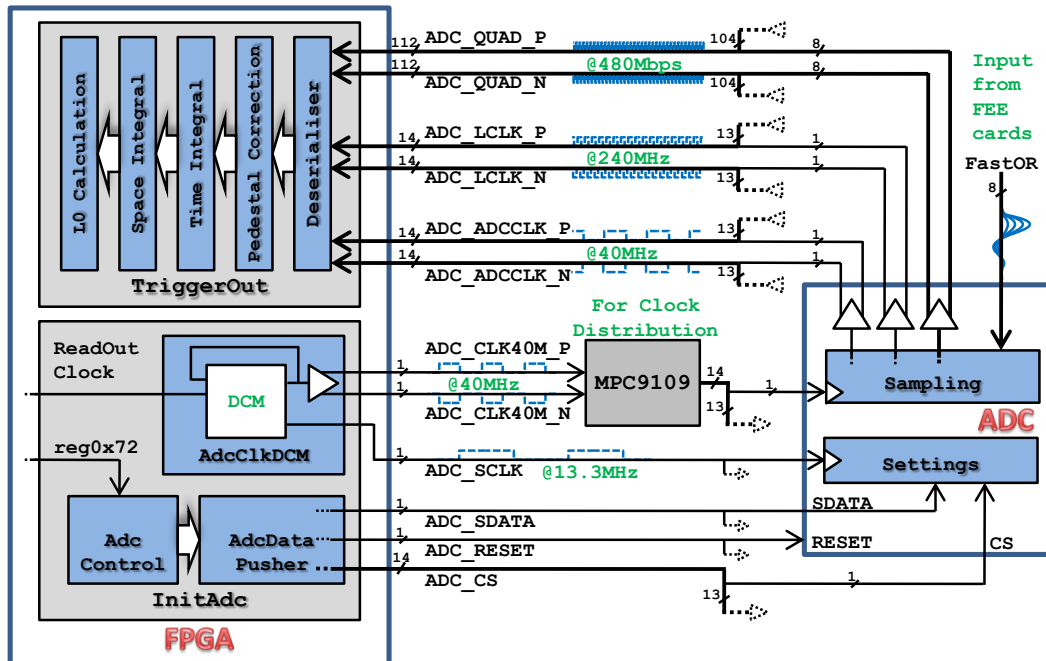 L0 Calculation
Space Integral
Time Integral
Pedestal Correction
Deserialiser
TriggerOut
112
ADC_QUAD_P
104
8
@480Mbps
112
ADC_QUAD_N
104
8
14
ADC_LCLK_P
13
1
@240MHz
14
ADC_LCLK_N
13
1
14
ADC_ADCCLK_P
13
1
@40MHz
14
ADC_ADCCLK_N
13
1
Input
from
FEE
cards
FastOR
8
For Clock
Distribution
ReadOut
Clock
DCM
AdcClkDCM
1
ADC_CLK40M_P
@40MHz
1
ADC_CLK40M_N
MPC9109
14
13
1
Sampling
ADC
1
ADC_SCLK
@13.3MHz
Settings
reg0x72
Adc
Control
AdcData
Pusher
InitAdc
FPGA
1
ADC_SDATA
SDATA
1
ADC_RESET
RESET
CS
14
ADC_CS
13
1